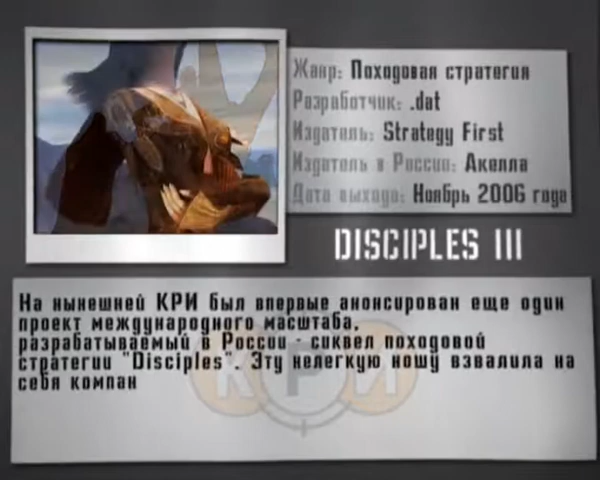 Жанр: Походовая стратегия
Разработчик: .dat
Издатель: Strategy First
Издатель в России: Акелла
Дата выхода: Ноябрь 2006 года
DISCIPLES III
На нынешней КРИ был впервые анонсирован еще один
проект международного масштаба,
разрабатываемый в России - сиквел походовой
стратегии "Disciples". Эту нелегкую ношу взвалила на
себя компан
КРИ